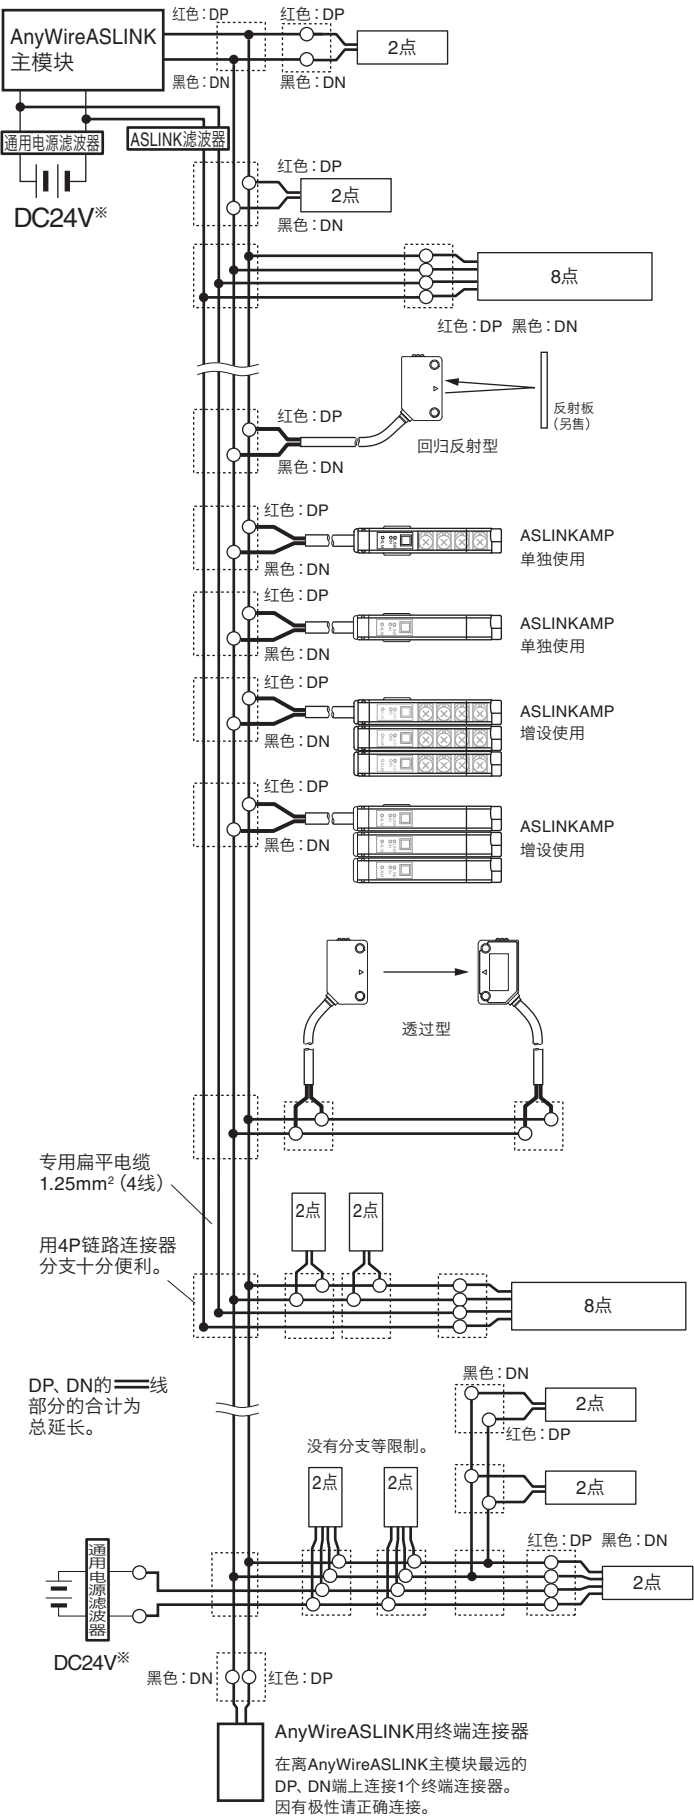 红色：DP
红色：DP
AnyWireASLINK
主模块
2点
黑色：DN
黑色：DN
通用电源滤波器
ASLINK滤波器
DC24V※
红色：DP
2点
黑色：DN
8点
红色：DP 黑色：DN
红色：DP
黑色：DN
反射板
（另售）
回归反射型
红色：DP
ASLINKAMP
单独使用
黑色：DN
红色：DP
ASLINKAMP
单独使用
黑色：DN
红色：DP
ASLINKAMP
增设使用
黑色：DN
红色：DP
ASLINKAMP
增设使用
黑色：DN
透过型
专用扁平电缆
1.25mm²（4线）
用4P链路连接器
分支十分便利。
2点
2点
8点
DP、DN的══线
部分的合计为
总延长。
黑色：DN
2点
红色：DP
没有分支等限制。
2点
2点
2点
红色：DP 黑色：DN
通用电源滤波器
2点
DC24V※
黑色：DN
红色：DP
AnyWireASLINK用终端连接器
在离AnyWireASLINK主模块最远的
DP、DN端上连接1个终端连接器。
因有极性请正确连接。